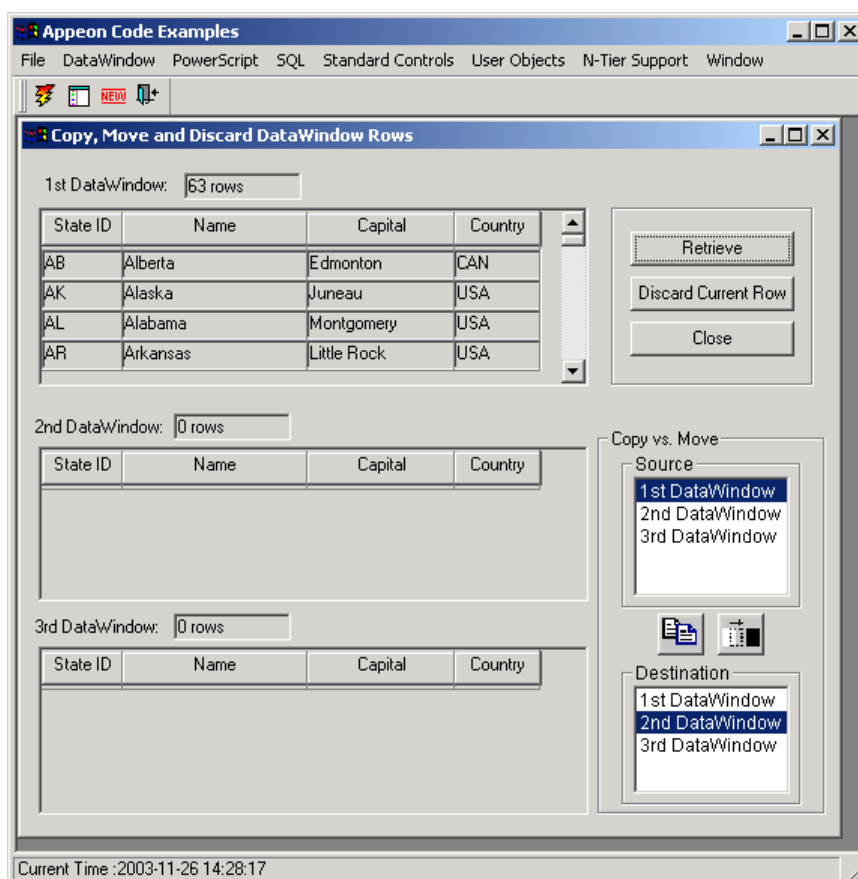 Appeon Code Examples
File DataWindow PowerScript SQL Standard Controls User Objects N-Tier Support Window
NEW
Copy, Move and Discard DataWindow Rows
1st DataWindow: 63 rows
State ID Name Capital Country
AB Alberta Edmonton CAN
AK Alaska Juneau USA
AL Alabama Montgomery USA
AR Arkansas Little Rock USA
Retrieve
Discard Current Row
Close
2nd DataWindow: 0 rows
State ID Name Capital Country
3rd DataWindow: 0 rows
State ID Name Capital Country
Copy vs. Move
Source
1st DataWindow
2nd DataWindow
3rd DataWindow
Destination
1st DataWindow
2nd DataWindow
3rd DataWindow
Current Time :2003-11-26 14:28:17